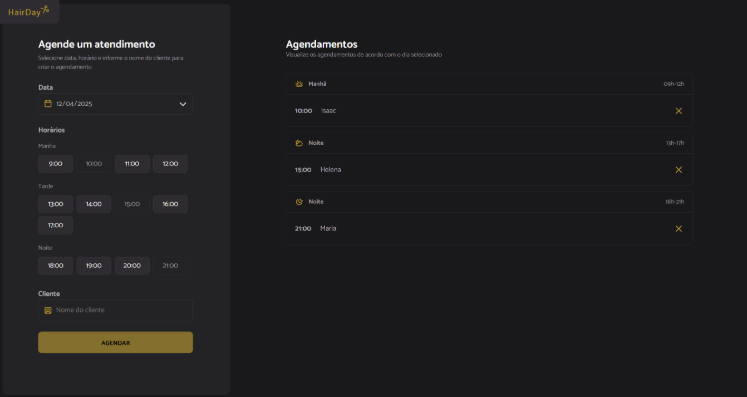 HairDay
Agende um atendimento
Selecione data, horário e informe o nome do cliente para
criar o agendamento
Data
12/04/2025
Horários
Manhã
9:00 10:00 11:00 12:00
Tarde
13:00 14:00 15:00 16:00
17:00
Noite
18:00 19:00 20:00 21:00
Cliente
Nome do cliente
AGENDAR
Agendamentos
Visualize os agendamentos de acordo com o dia selecionado
Manhã 09h-12h
10:00 Isaac
Noite 13h-17h
15:00 Helena
Noite 18h-21h
21:00 Maria